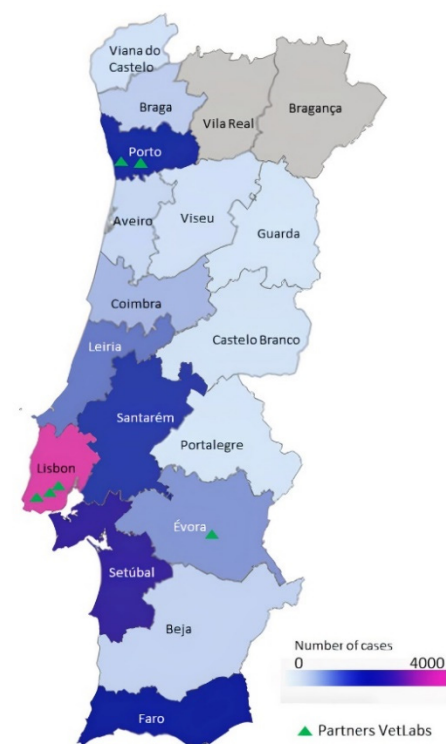 Viana do
Castelo
Braga
Vila Real
Bragança
Porto
Aveiro
Viseu
Guarda
Coimbra
Castelo Branco
Leiria
Santarém
Portalegre
Lisbon
Évora
Setúbal
Beja
Faro
Number of cases
0 4000
Partners VetLabs